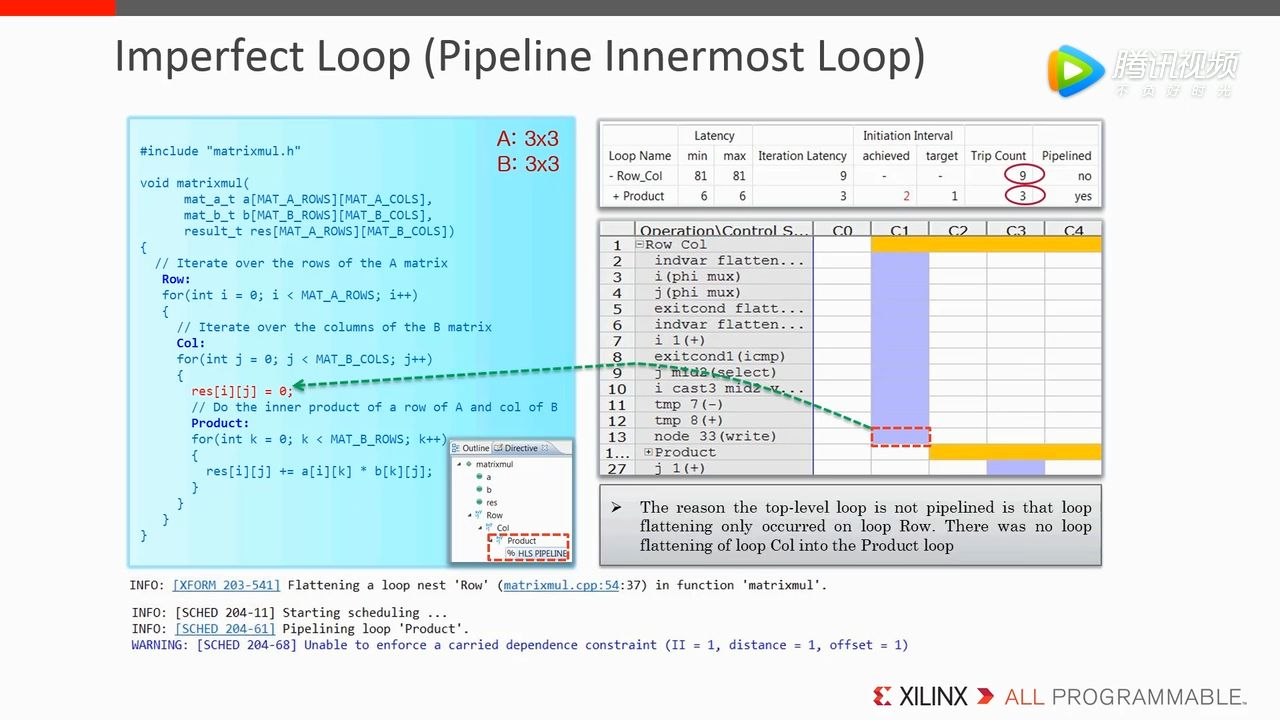 Imperfect Loop (Pipeline Innermost Loop)
腾讯视频
不负好时光
A: 3x3
B: 3x3
#include "matrixmul.h"
void matrixmul(
mat_a_t a[MAT_A_ROWS][MAT_A_COLS],
mat_b_t b[MAT_B_ROWS][MAT_B_COLS],
result_t res[MAT_A_ROWS][MAT_B_COLS])
{
// Iterate over the rows of the A matrix
Row:
for(int i = 0; i < MAT_A_ROWS; i++)
{
// Iterate over the columns of the B matrix
Col:
for(int j = 0; j < MAT_B_COLS; j++)
{
res[i][j] = 0;
// Do the inner product of a row of A and col of B
Product:
for(int k = 0; k < MAT_B_ROWS; k++)
{
res[i][j] += a[i][k] * b[k][j];
}
}
}
}
Outline Directive
matrixmul
a
b
res
Row
Col
Product
% HLS PIPELINE
Latency Initiation Interval
Loop Name min max Iteration Latency achieved target Trip Count Pipelined
- Row_Col 81 81 9 - - 9 no
+ Product 6 6 3 2 1 3 yes
Operation\Control S... C0 C1 C2 C3 C4
1 Row Col
2 indvar flatten...
3 i(phi mux)
4 j(phi mux)
5 exitcond flatt...
6 indvar flatten...
7 i 1(+)
8 exitcond1(icmp)
9 j mid2(select)
10 i cast3 mid2 v...
11 tmp 7(-)
12 tmp 8(+)
13 node 33(write)
1... Product
27 j 1(+)
➢ The reason the top-level loop is not pipelined is that loop
flattening only occurred on loop Row. There was no loop
flattening of loop Col into the Product loop
INFO: [XFORM 203-541] Flattening a loop nest 'Row' (matrixmul.cpp:54:37) in function 'matrixmul'.
INFO: [SCHED 204-11] Starting scheduling ...
INFO: [SCHED 204-61] Pipelining loop 'Product'.
WARNING: [SCHED 204-68] Unable to enforce a carried dependence constraint (II = 1, distance = 1, offset = 1)
XILINX ALL PROGRAMMABLE™